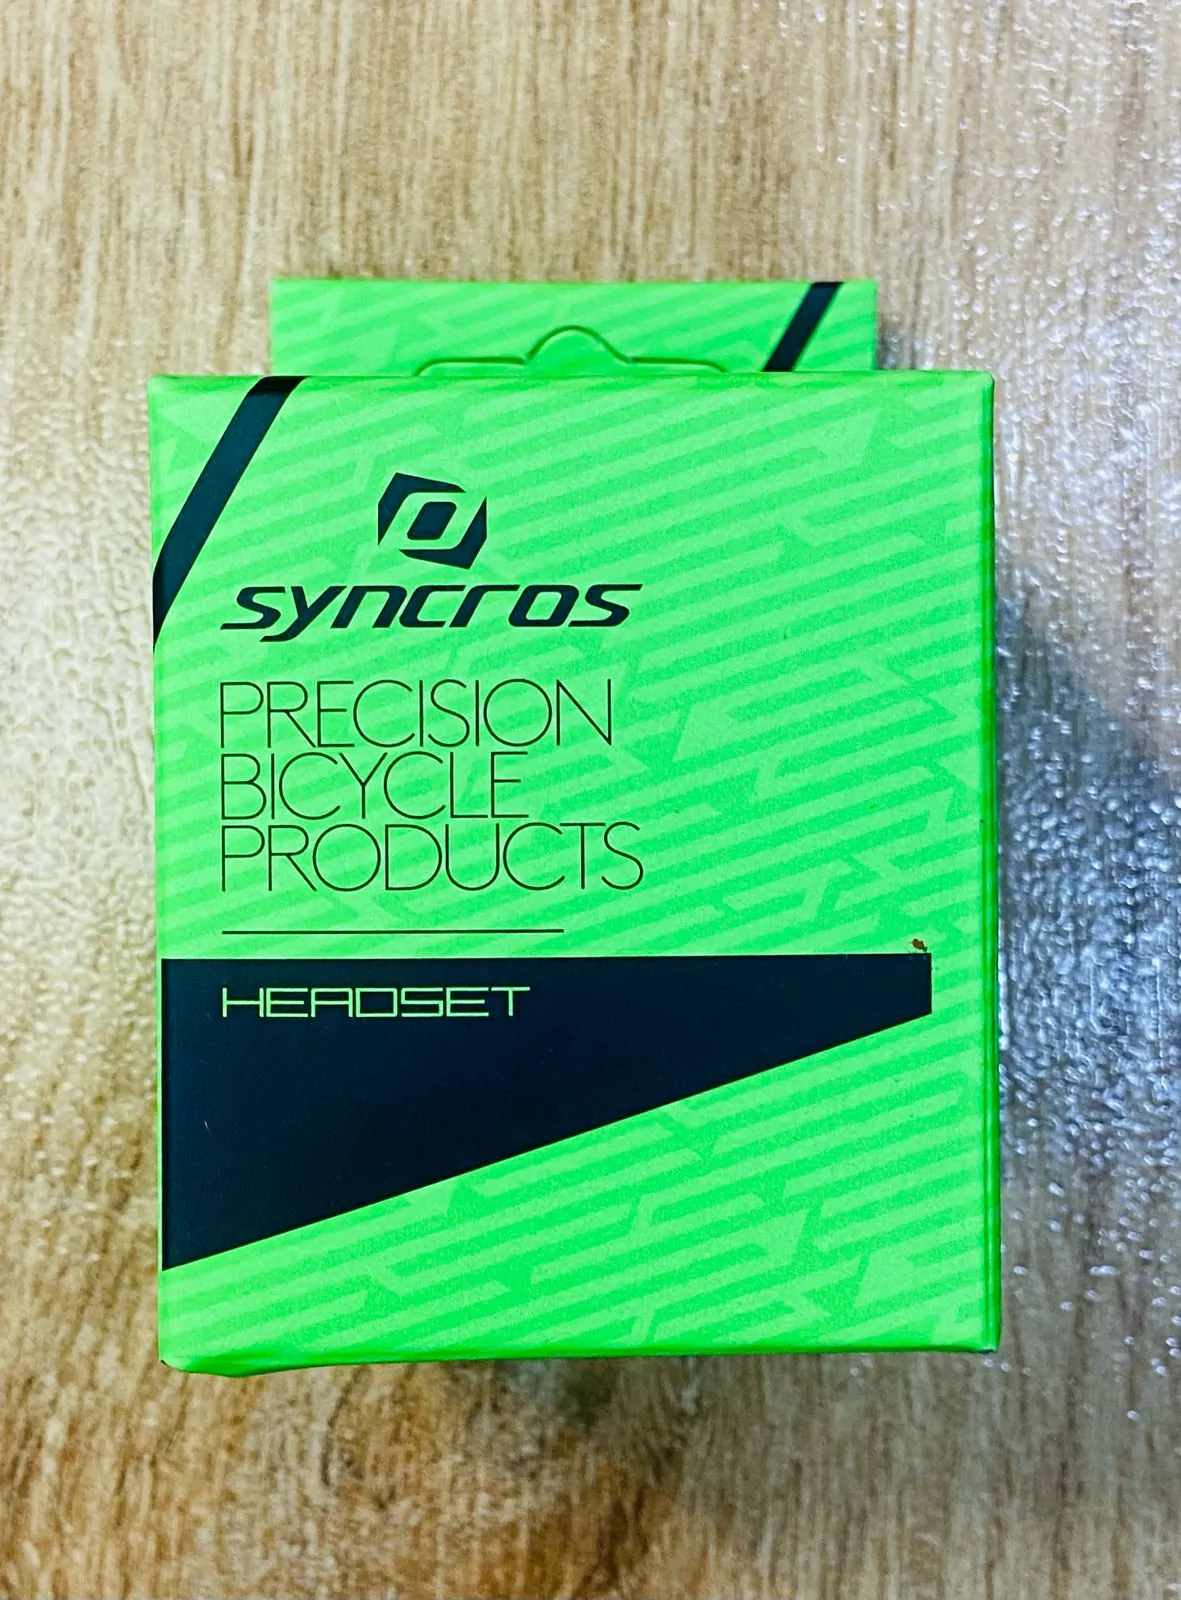 syncros
PRECISION
BICYCLE
PRODUCTS
HEADSET